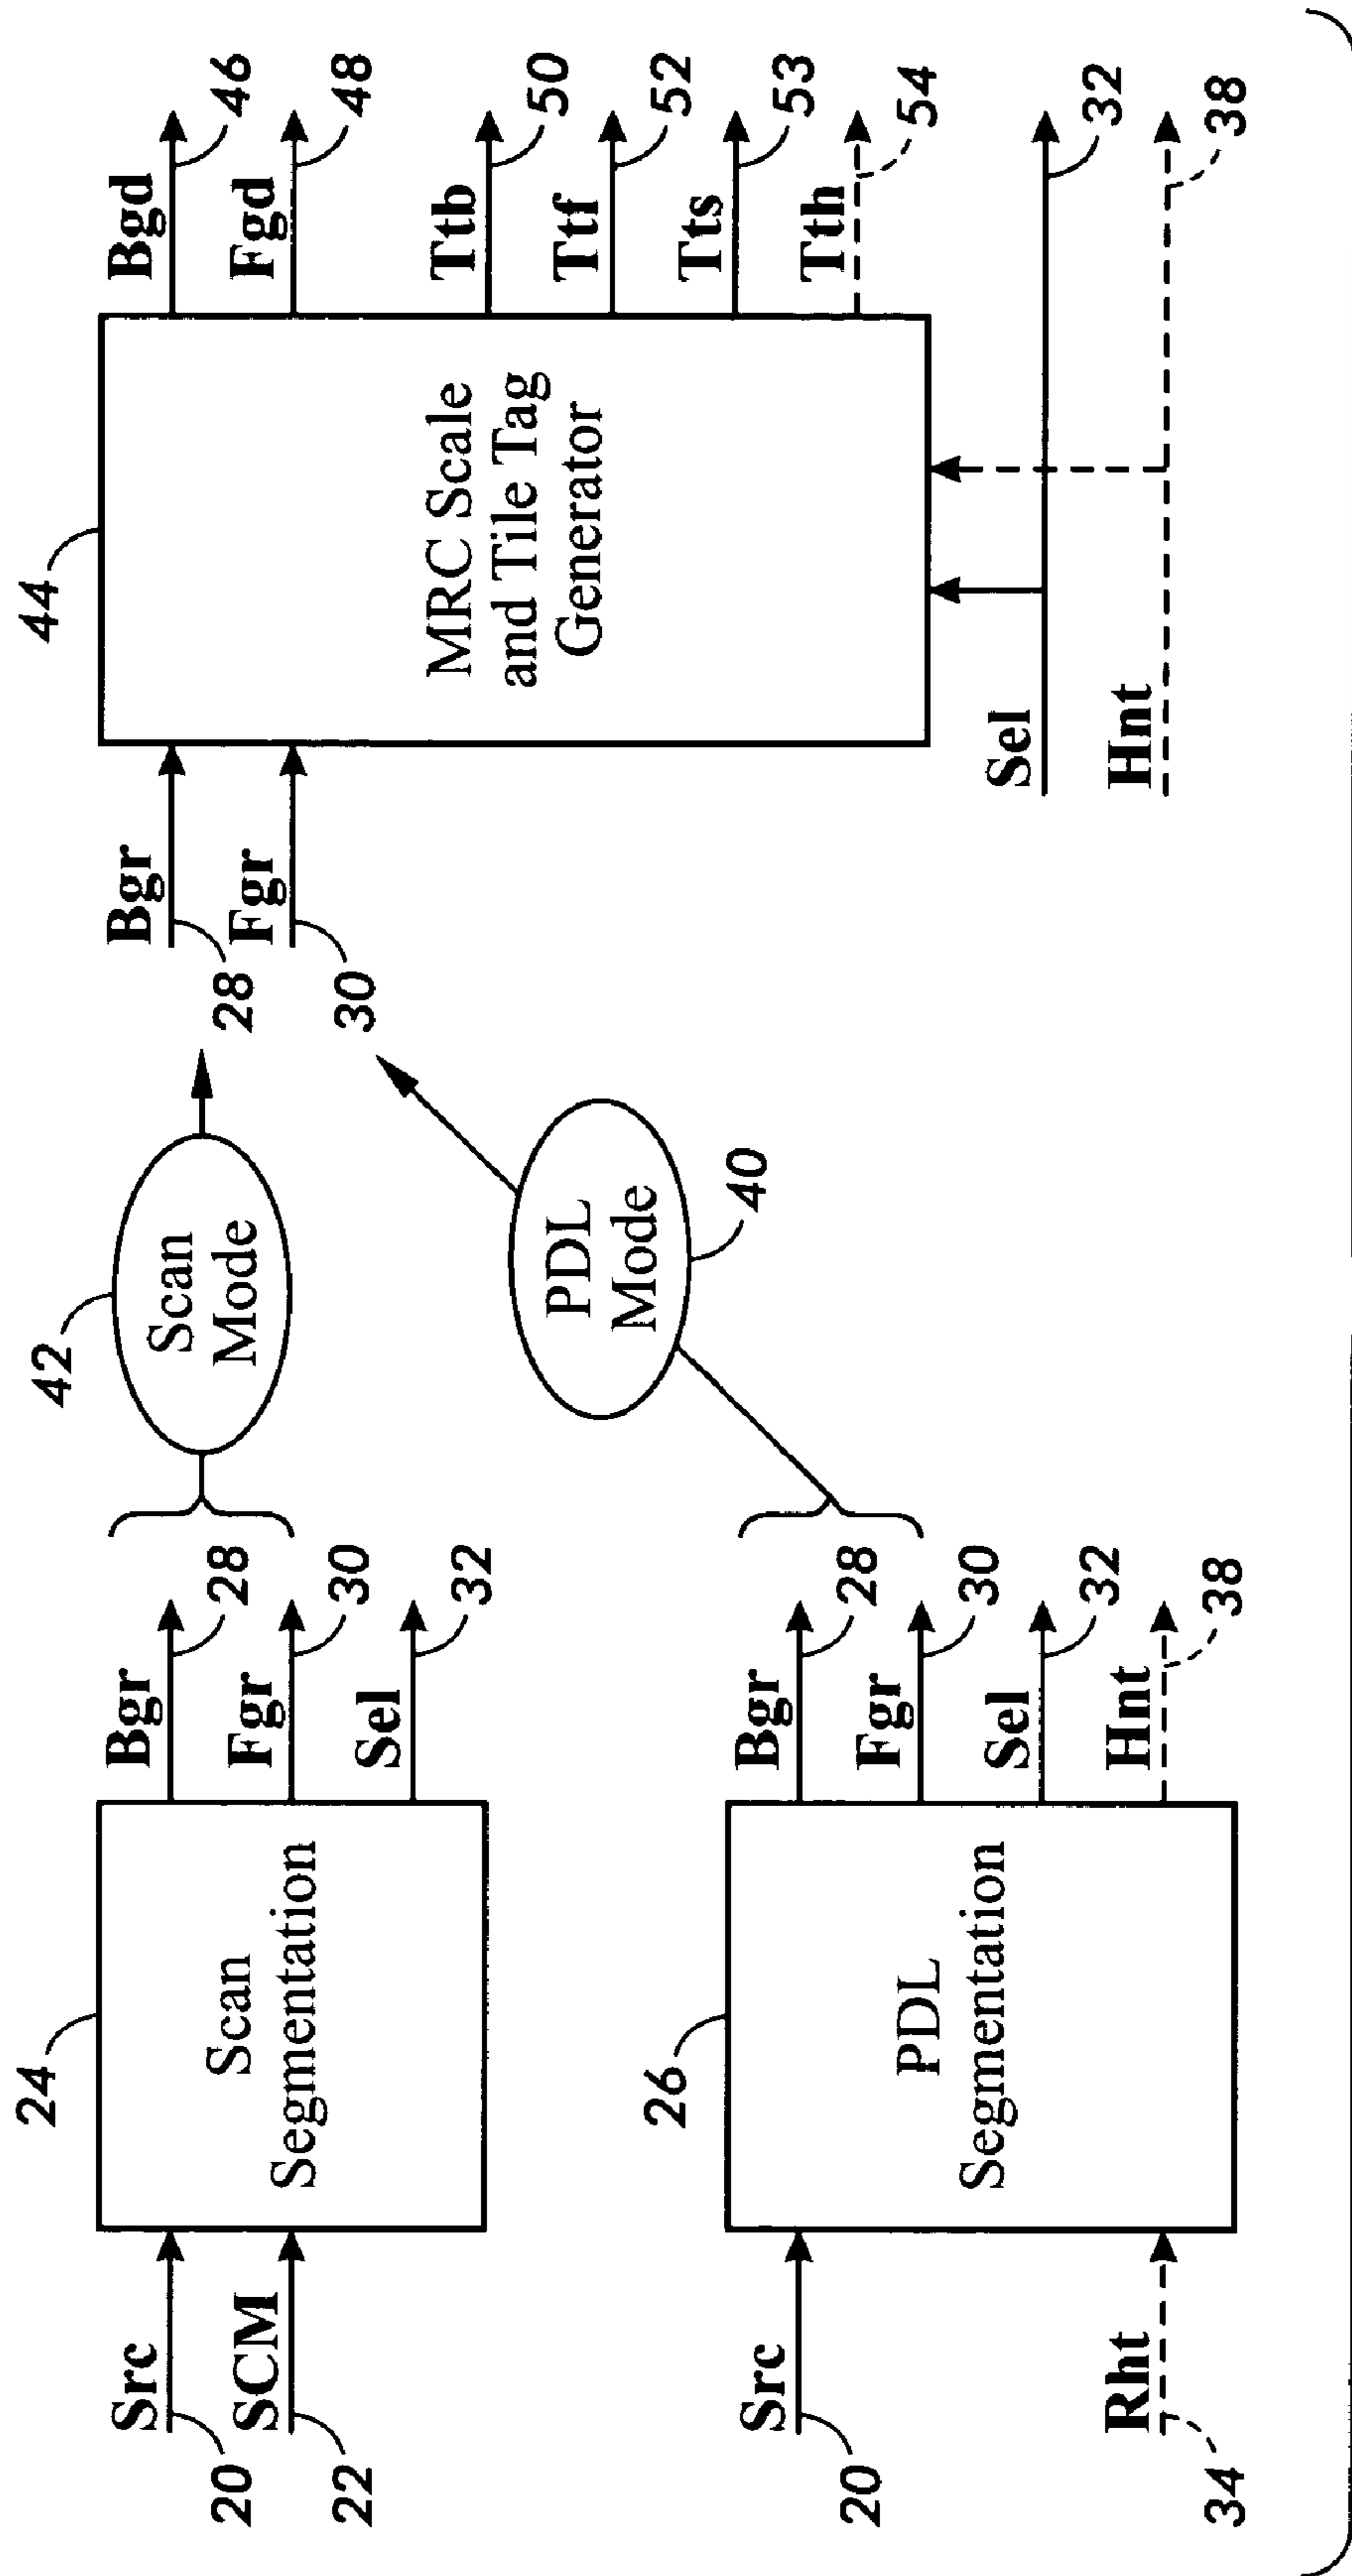 24
Src
20
SCM
22
Scan
Segmentation
Bgr
28
Fgr
30
Sel
32
42
Scan
Mode
26
Src
20
Rht
34
PDL
Segmentation
Bgr
28
Fgr
30
Sel
32
Hnt
38
PDL
Mode
40
44
Bgr
28
Fgr
30
MRC Scale
and Tile Tag
Generator
Bgd
46
Fgd
48
Ttb
50
Ttf
52
Tts
53
Tth
54
Sel
32
Hnt
38